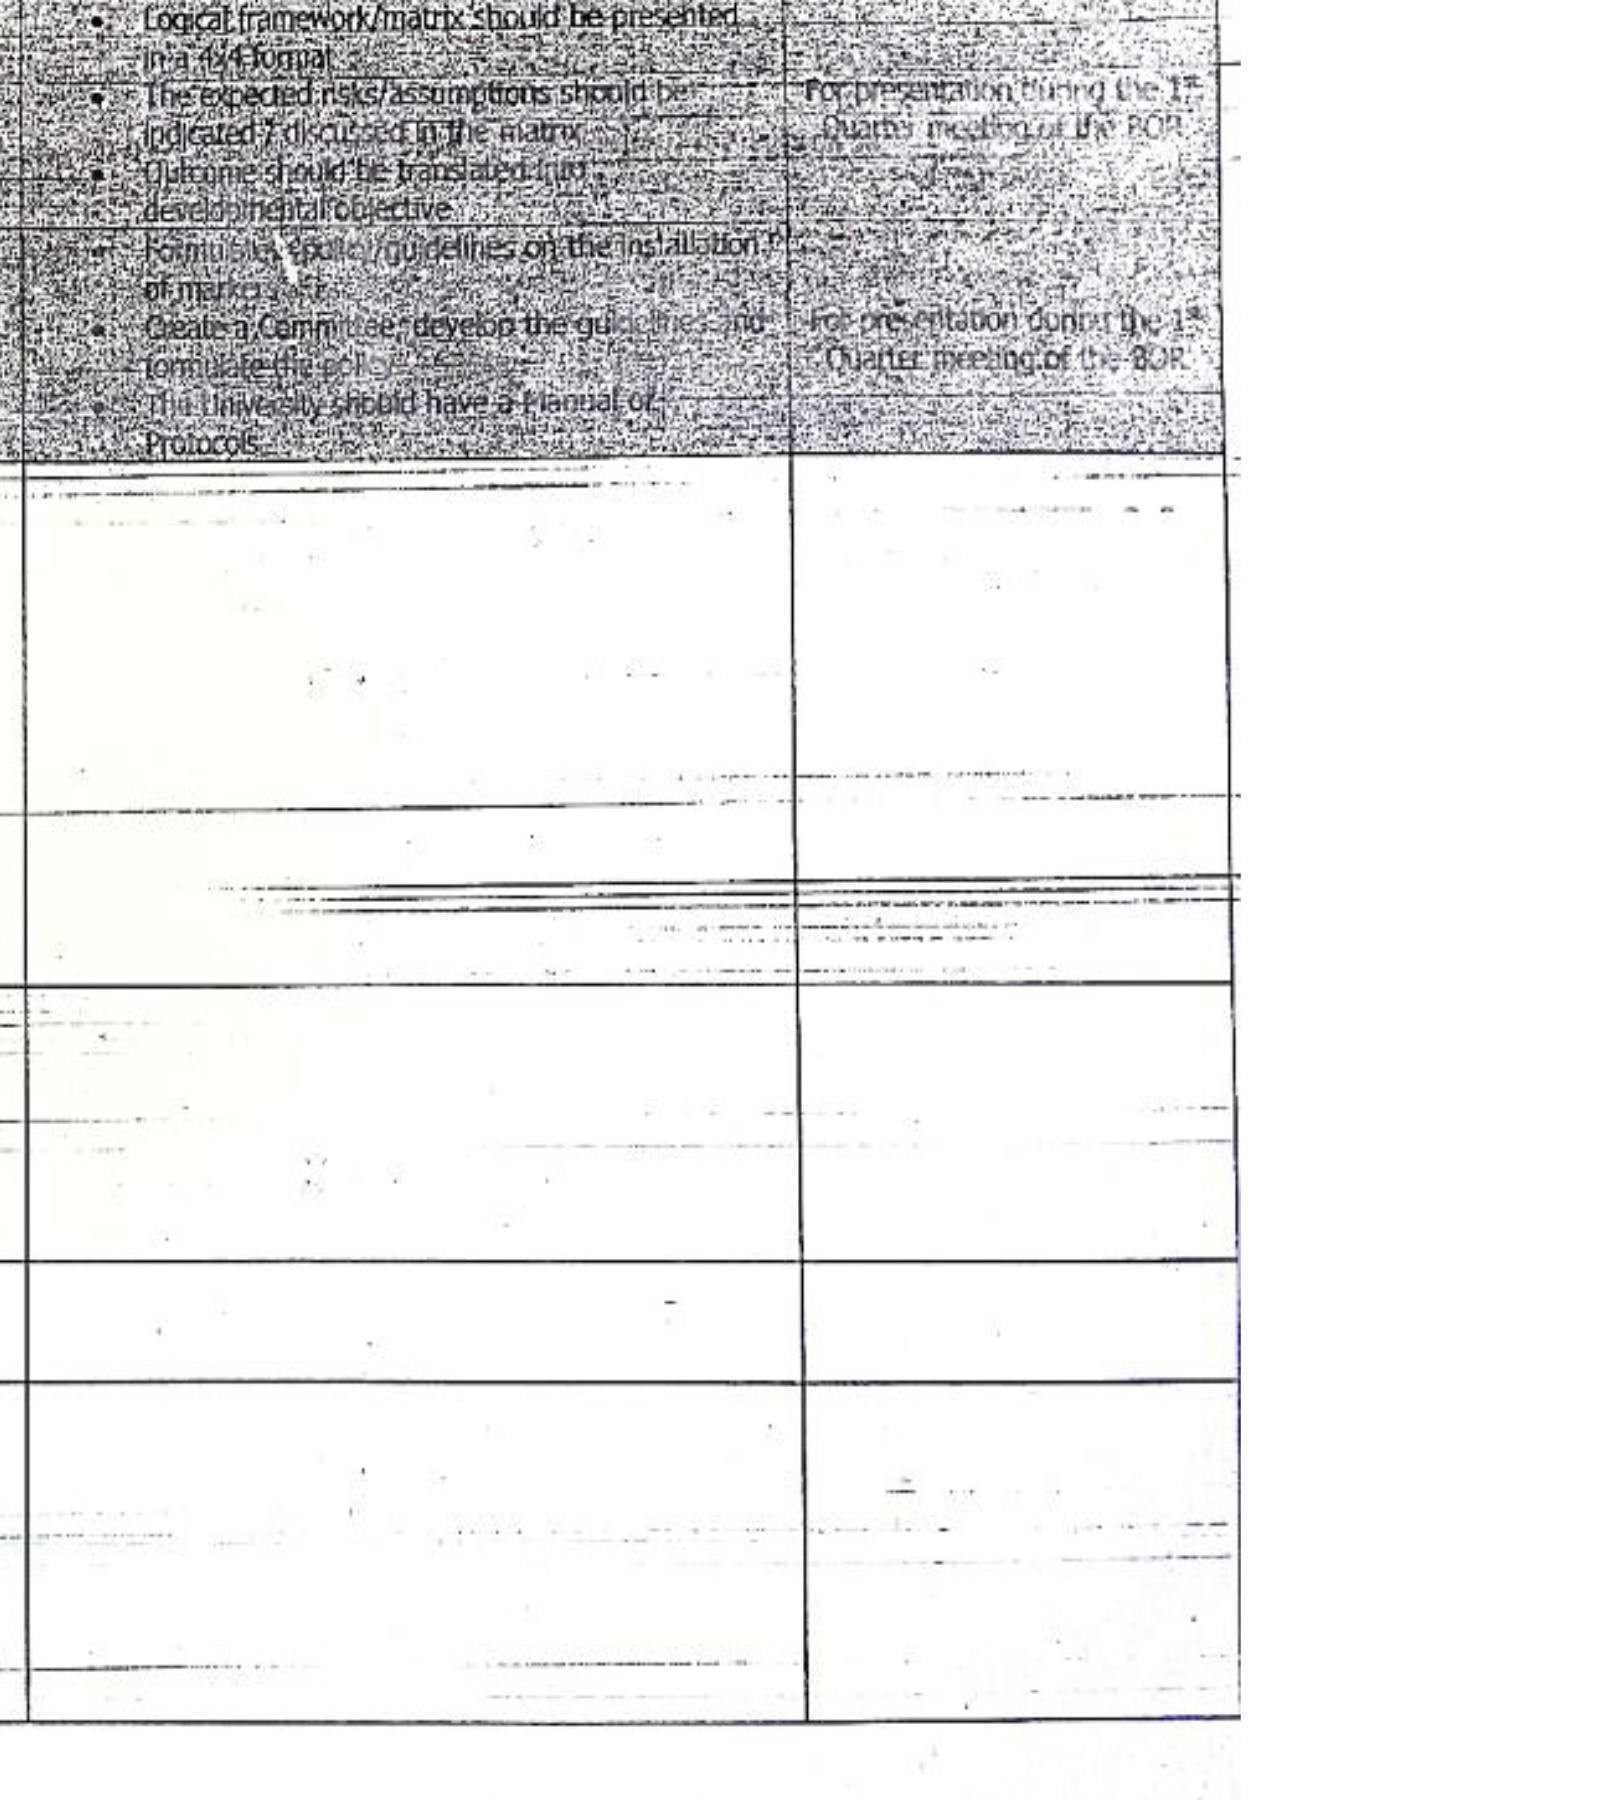 • Logical framework/matrix should be presented
in a 4x4 format
• The expected risks/assumptions should be
indicated / discussed in the matrix
• Outcome should be translated into
developmental objective
• policy/guidelines on the installation
of
• Create a Committee develop the guidelines and
formulate the policy
• The University should have a Manual of
Protocols
For presentation during the 1st
Quarter meeting of the BOR
For presentation during the 1st
Quarter meeting of the BOR